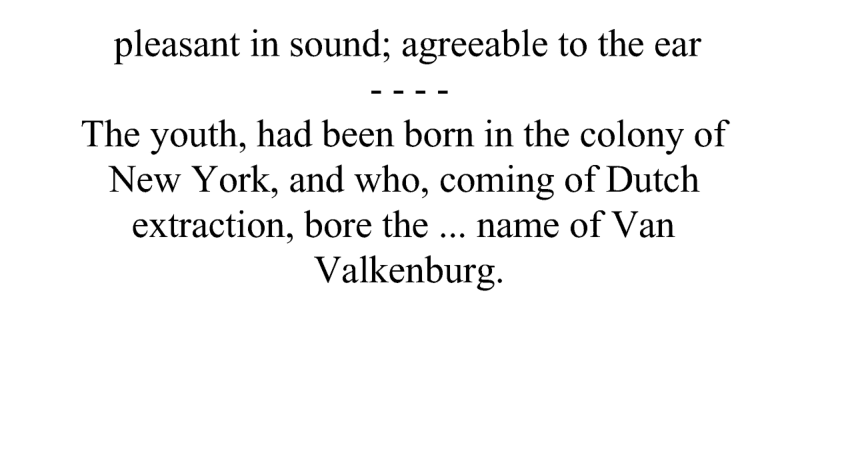 pleasant in sound; agreeable to the ear
- - - -
The youth, had been born in the colony of
New York, and who, coming of Dutch
extraction, bore the ... name of Van
Valkenburg.